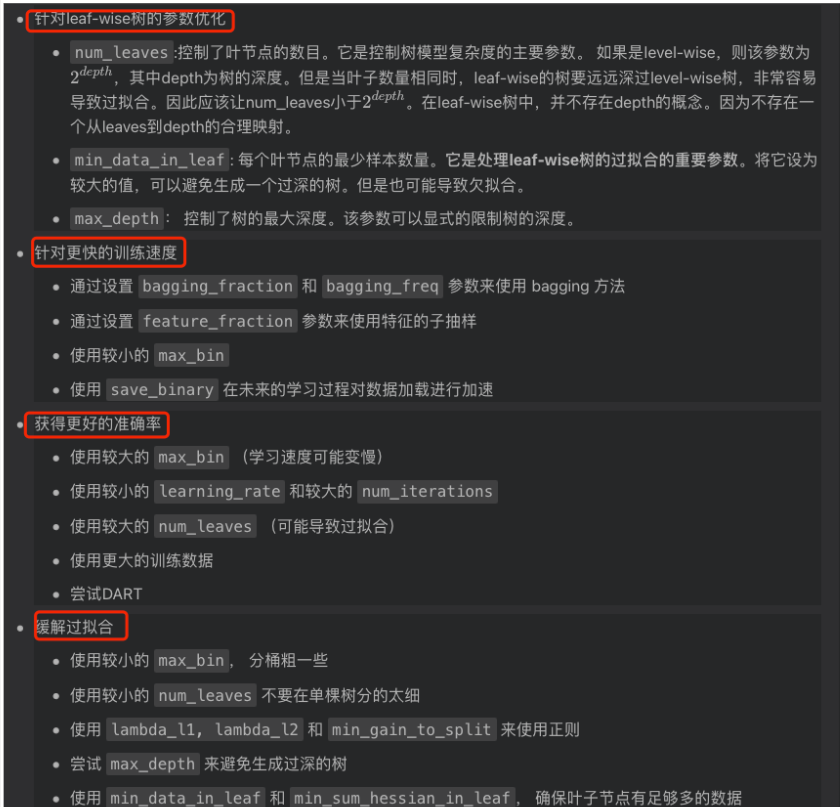 针对leaf-wise树的参数优化
num_leaves:控制了叶节点的数目。它是控制树模型复杂度的主要参数。 如果是level-wise，则该参数为
2^{depth}，其中depth为树的深度。但是当叶子数量相同时，leaf-wise的树要远远深过level-wise树，非常容易
导致过拟合。因此应该让num_leaves小于2^{depth}。在leaf-wise树中，并不存在depth的概念。因为不存在一
个从leaves到depth的合理映射。
min_data_in_leaf: 每个叶节点的最少样本数量。它是处理leaf-wise树的过拟合的重要参数。将它设为
较大的值，可以避免生成一个过深的树。但是也可能导致欠拟合。
max_depth： 控制了树的最大深度。该参数可以显式的限制树的深度。
针对更快的训练速度
通过设置 bagging_fraction 和 bagging_freq 参数来使用 bagging 方法
通过设置 feature_fraction 参数来使用特征的子抽样
使用较小的 max_bin
使用 save_binary 在未来的学习过程对数据加载进行加速
获得更好的准确率
使用较大的 max_bin （学习速度可能变慢）
使用较小的 learning_rate 和较大的 num_iterations
使用较大的 num_leaves （可能导致过拟合）
使用更大的训练数据
尝试DART
缓解过拟合
使用较小的 max_bin， 分桶粗一些
使用较小的 num_leaves 不要在单棵树分的太细
使用 lambda_l1, lambda_l2 和 min_gain_to_split 来使用正则
尝试 max_depth 来避免生成过深的树
使用 min_data_in_leaf 和 min_sum_hessian_in_leaf， 确保叶子节点有足够多的数据